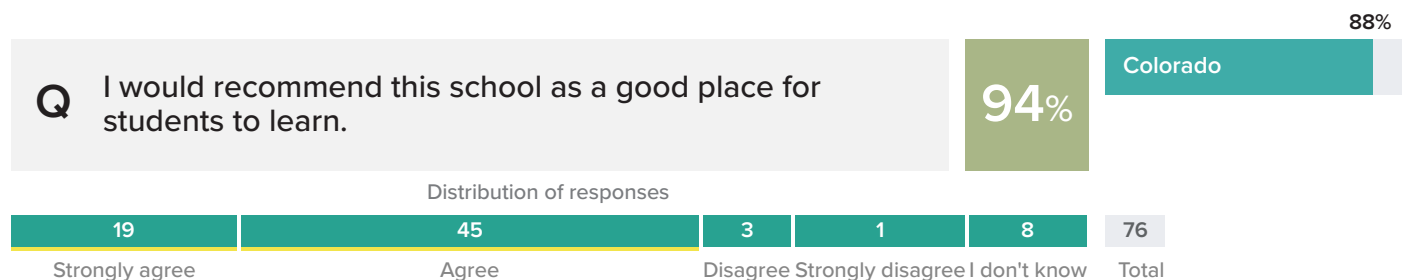 88%
Q I would recommend this school as a good place for
students to learn.
94%
Colorado
Distribution of responses
19 45 3 1 8 76
Strongly agree Agree Disagree Strongly disagree I don't know Total